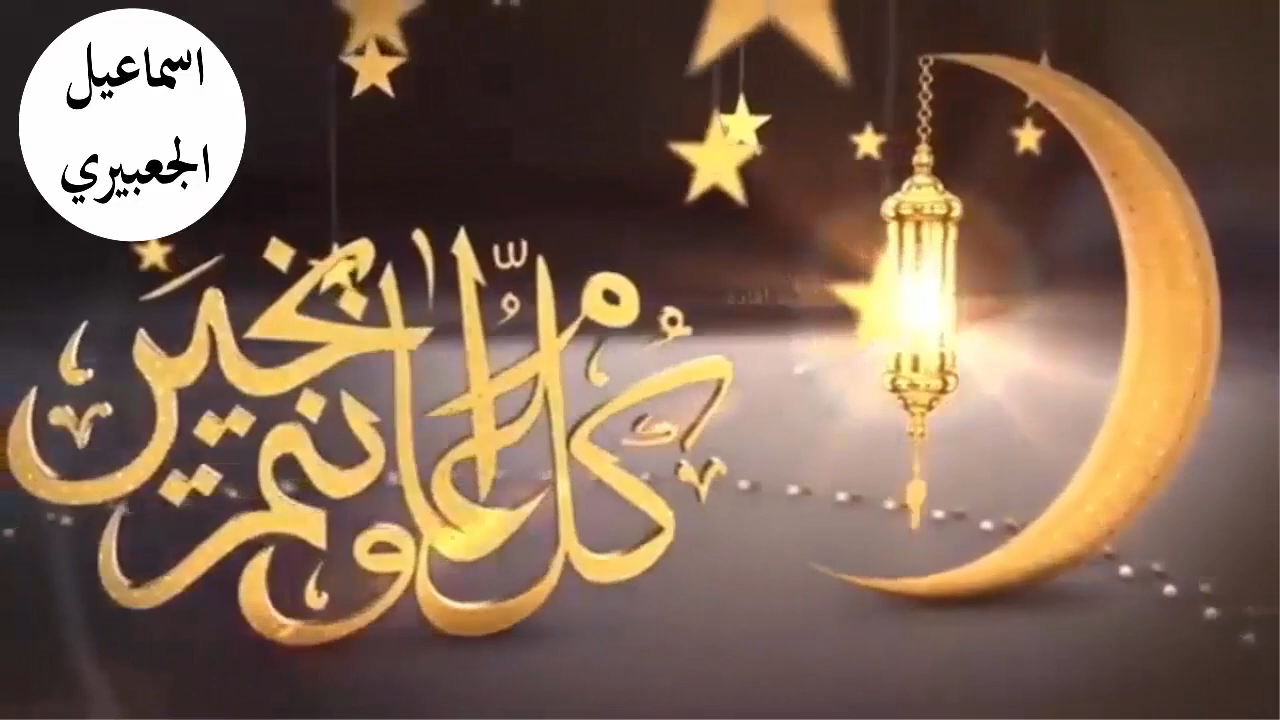 اسماعيل
الجعبيري
كل عام وانتم بخير